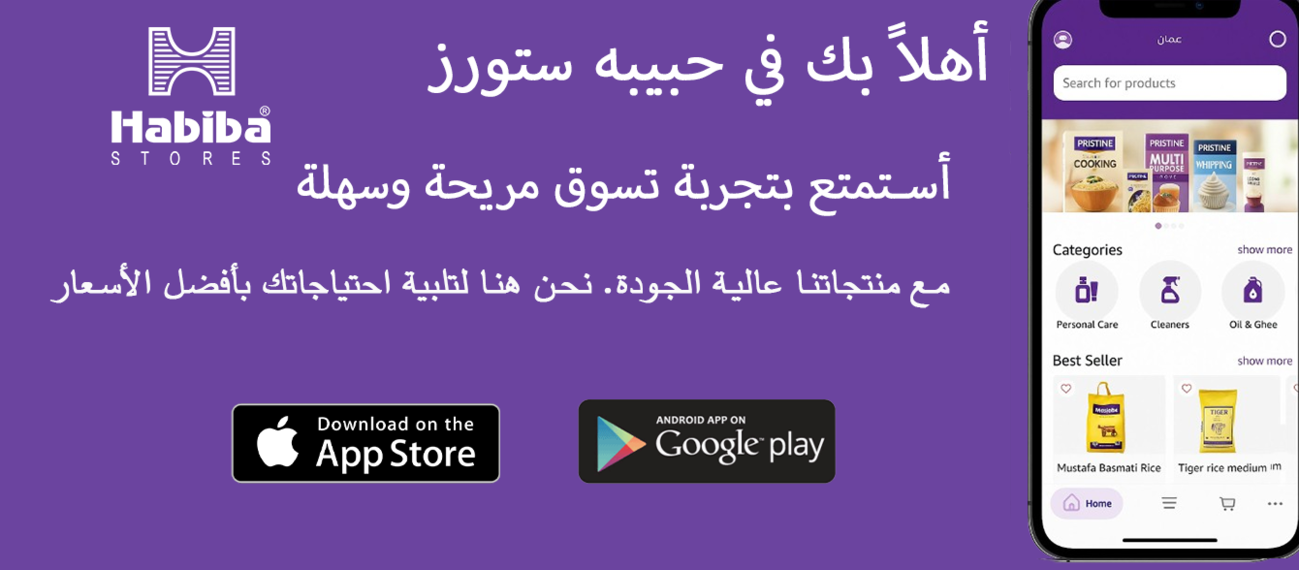 أهلاً بك في حبيبه ستورز
Habiba®
STORES
أستمتع بتجربة تسوق مريحة وسهلة
مع منتجاتنا عالية الجودة. نحن هنا لتلبية احتياجاتك بأفضل الأسعار
Download on the
App Store
ANDROID APP ON
Google play
عمان
Search for products
PRISTINE
COOKING
PRISTINE
MULTI
PURPOSE
PRISTINE
WHIPPING
Categories
show more
Personal Care
Cleaners
Oil & Ghee
Best Seller
show more
TIGER
Mustafa Basmati Rice
Tiger rice medium
Home